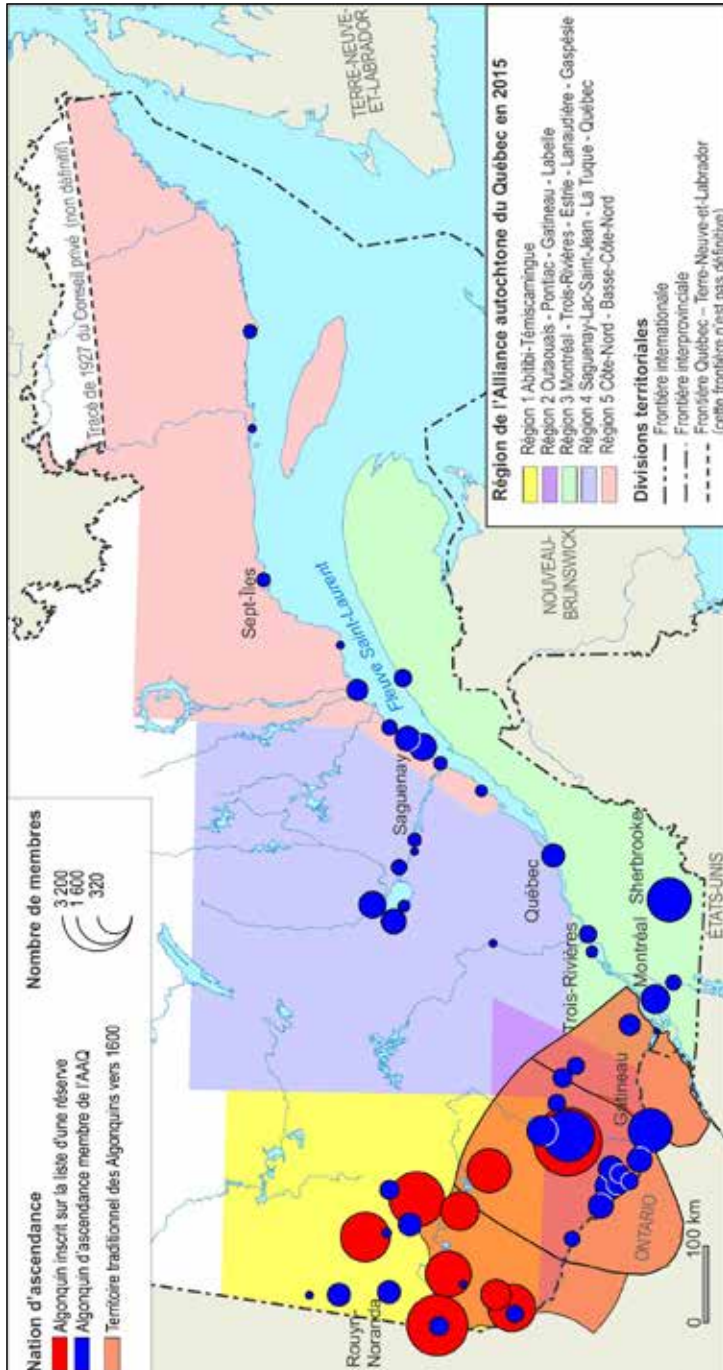 Nation d'ascendance
Algonquin inscrit sur la liste d'une réserve
Algonquin d'ascendance membre de l'AAQ
Territoire traditionnel des Algonquins vers 1600
Nombre de membres
3 200
1 600
320
Tracé de 1927 du Conseil privé (non définitif)
TERRE-NEUVE-
ET-LABRADOR
Sept-Îles
Fleuve Saint-Laurent
Saguenay
NOUVEAU-
BRUNSWICK
Québec
Trois-Rivières
Montréal
Sherbrooke
ÉTATS-UNIS
Gatineau
ONTARIO
Rouyn-
Noranda
0
100 km
Région de l'Alliance autochtone du Québec en 2015
Région 1 Abitibi-Témiscamingue
Région 2 Outaouais - Pontiac - Gatineau - Labelle
Région 3 Montréal - Trois-Rivières - Estrie - Lanaudière - Gaspésie
Région 4 Saguenay-Lac-Saint-Jean - La Tuque - Québec
Région 5 Côte-Nord - Basse-Côte-Nord
Divisions territoriales
Frontière internationale
Frontière interprovinciale
Frontière Québec – Terre-Neuve-et-Labrador
(cette frontière n'est pas définitive)